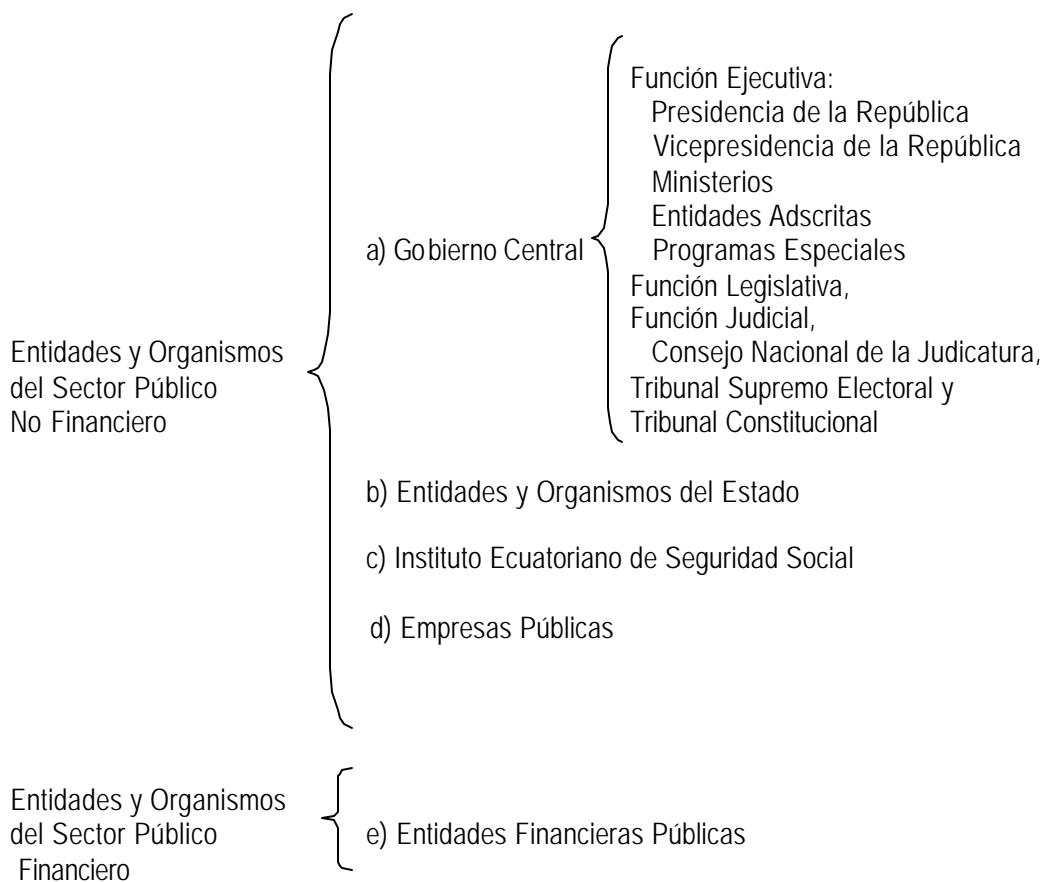 Entidades y Organismos
del Sector Público
No Financiero
a) Gobierno Central
Función Ejecutiva:
Presidencia de la República
Vicepresidencia de la República
Ministerios
Entidades Adscritas
Programas Especiales
Función Legislativa,
Función Judicial,
Consejo Nacional de la Judicatura,
Tribunal Supremo Electoral y
Tribunal Constitucional
b) Entidades y Organismos del Estado
c) Instituto Ecuatoriano de Seguridad Social
d) Empresas Públicas
Entidades y Organismos
del Sector Público
Financiero
e) Entidades Financieras Públicas